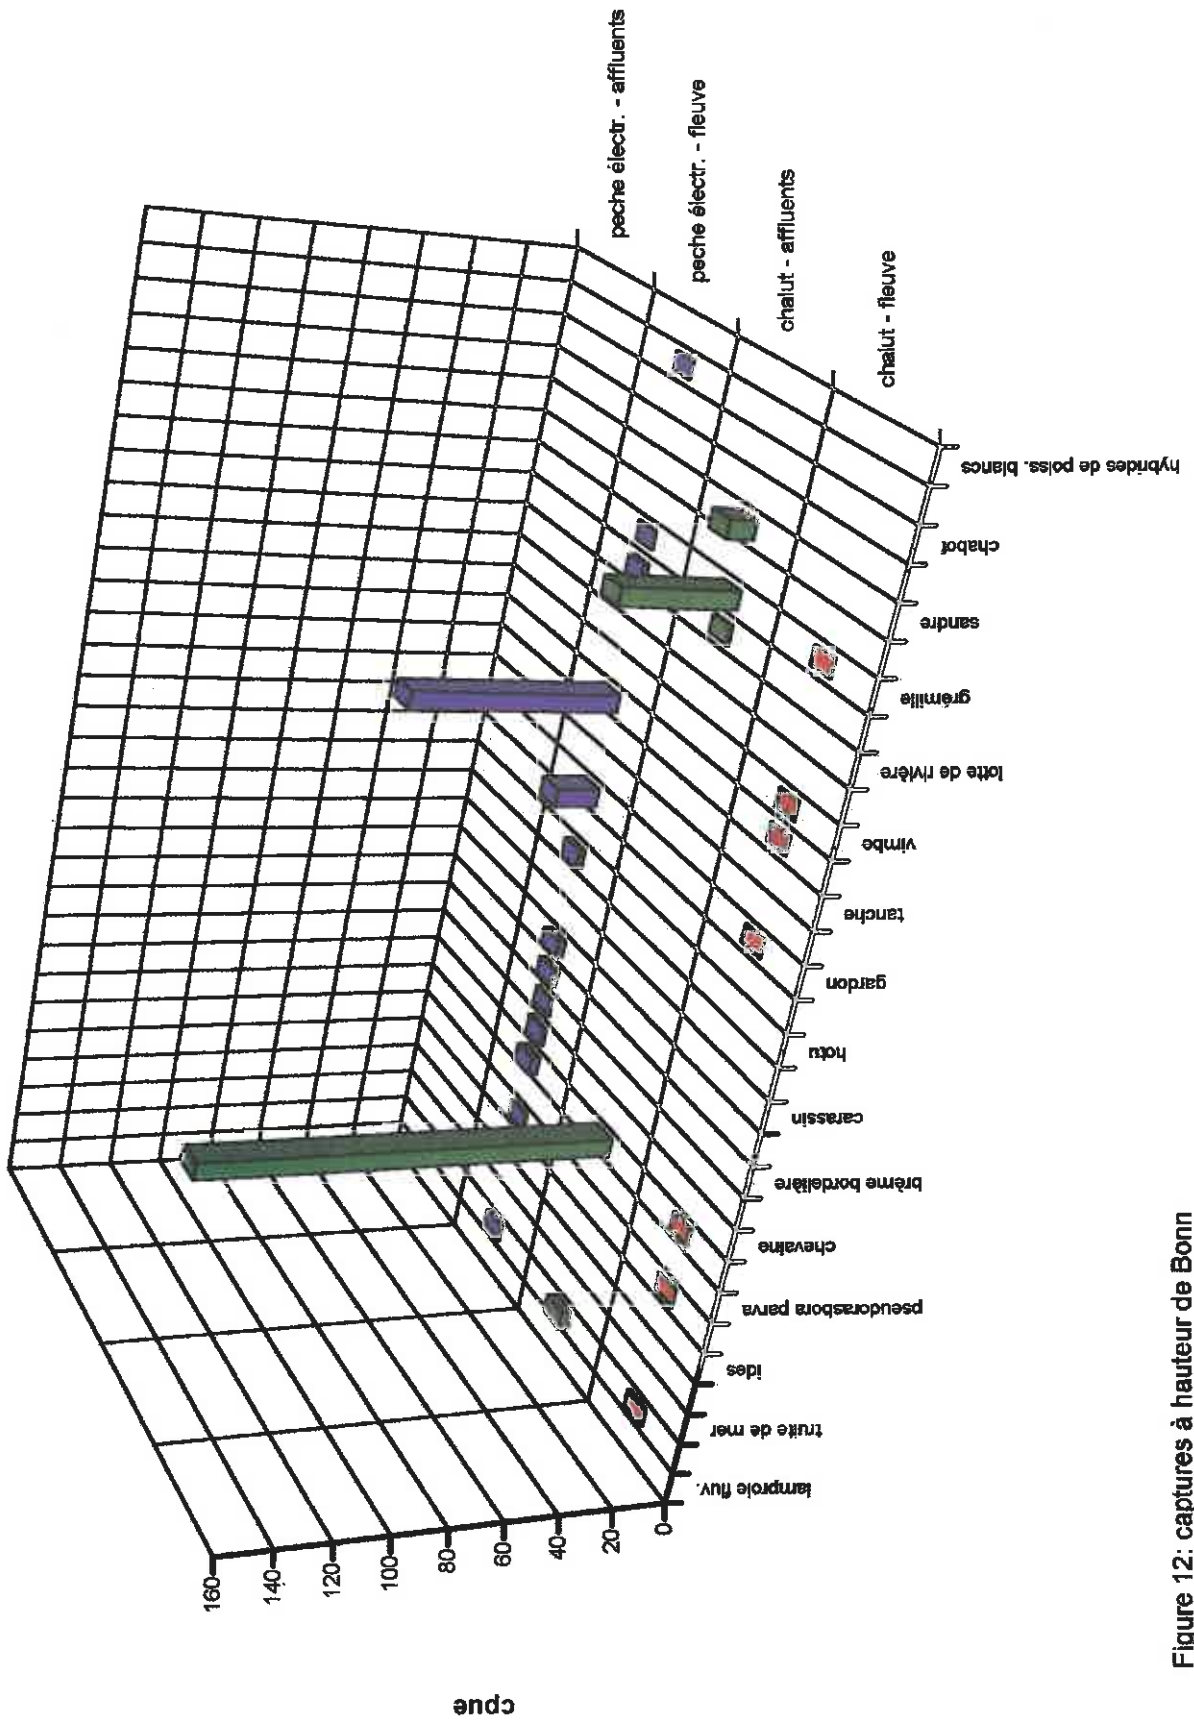 cpue
160
140
120
100
80
60
40
20
0
peche électr. - affluents
peche électr. - fleuve
chalut - affluents
chalut - fleuve
lamproie fluv.
truite de mer
ides
pseudorasbora parva
chevaine
brème bordelière
carassin
hotu
gardon
tanche
vimbe
lotte de rivière
grémille
sandre
chabot
hybrides de poiss. blancs
Figure 12: captures à hauteur de Bonn